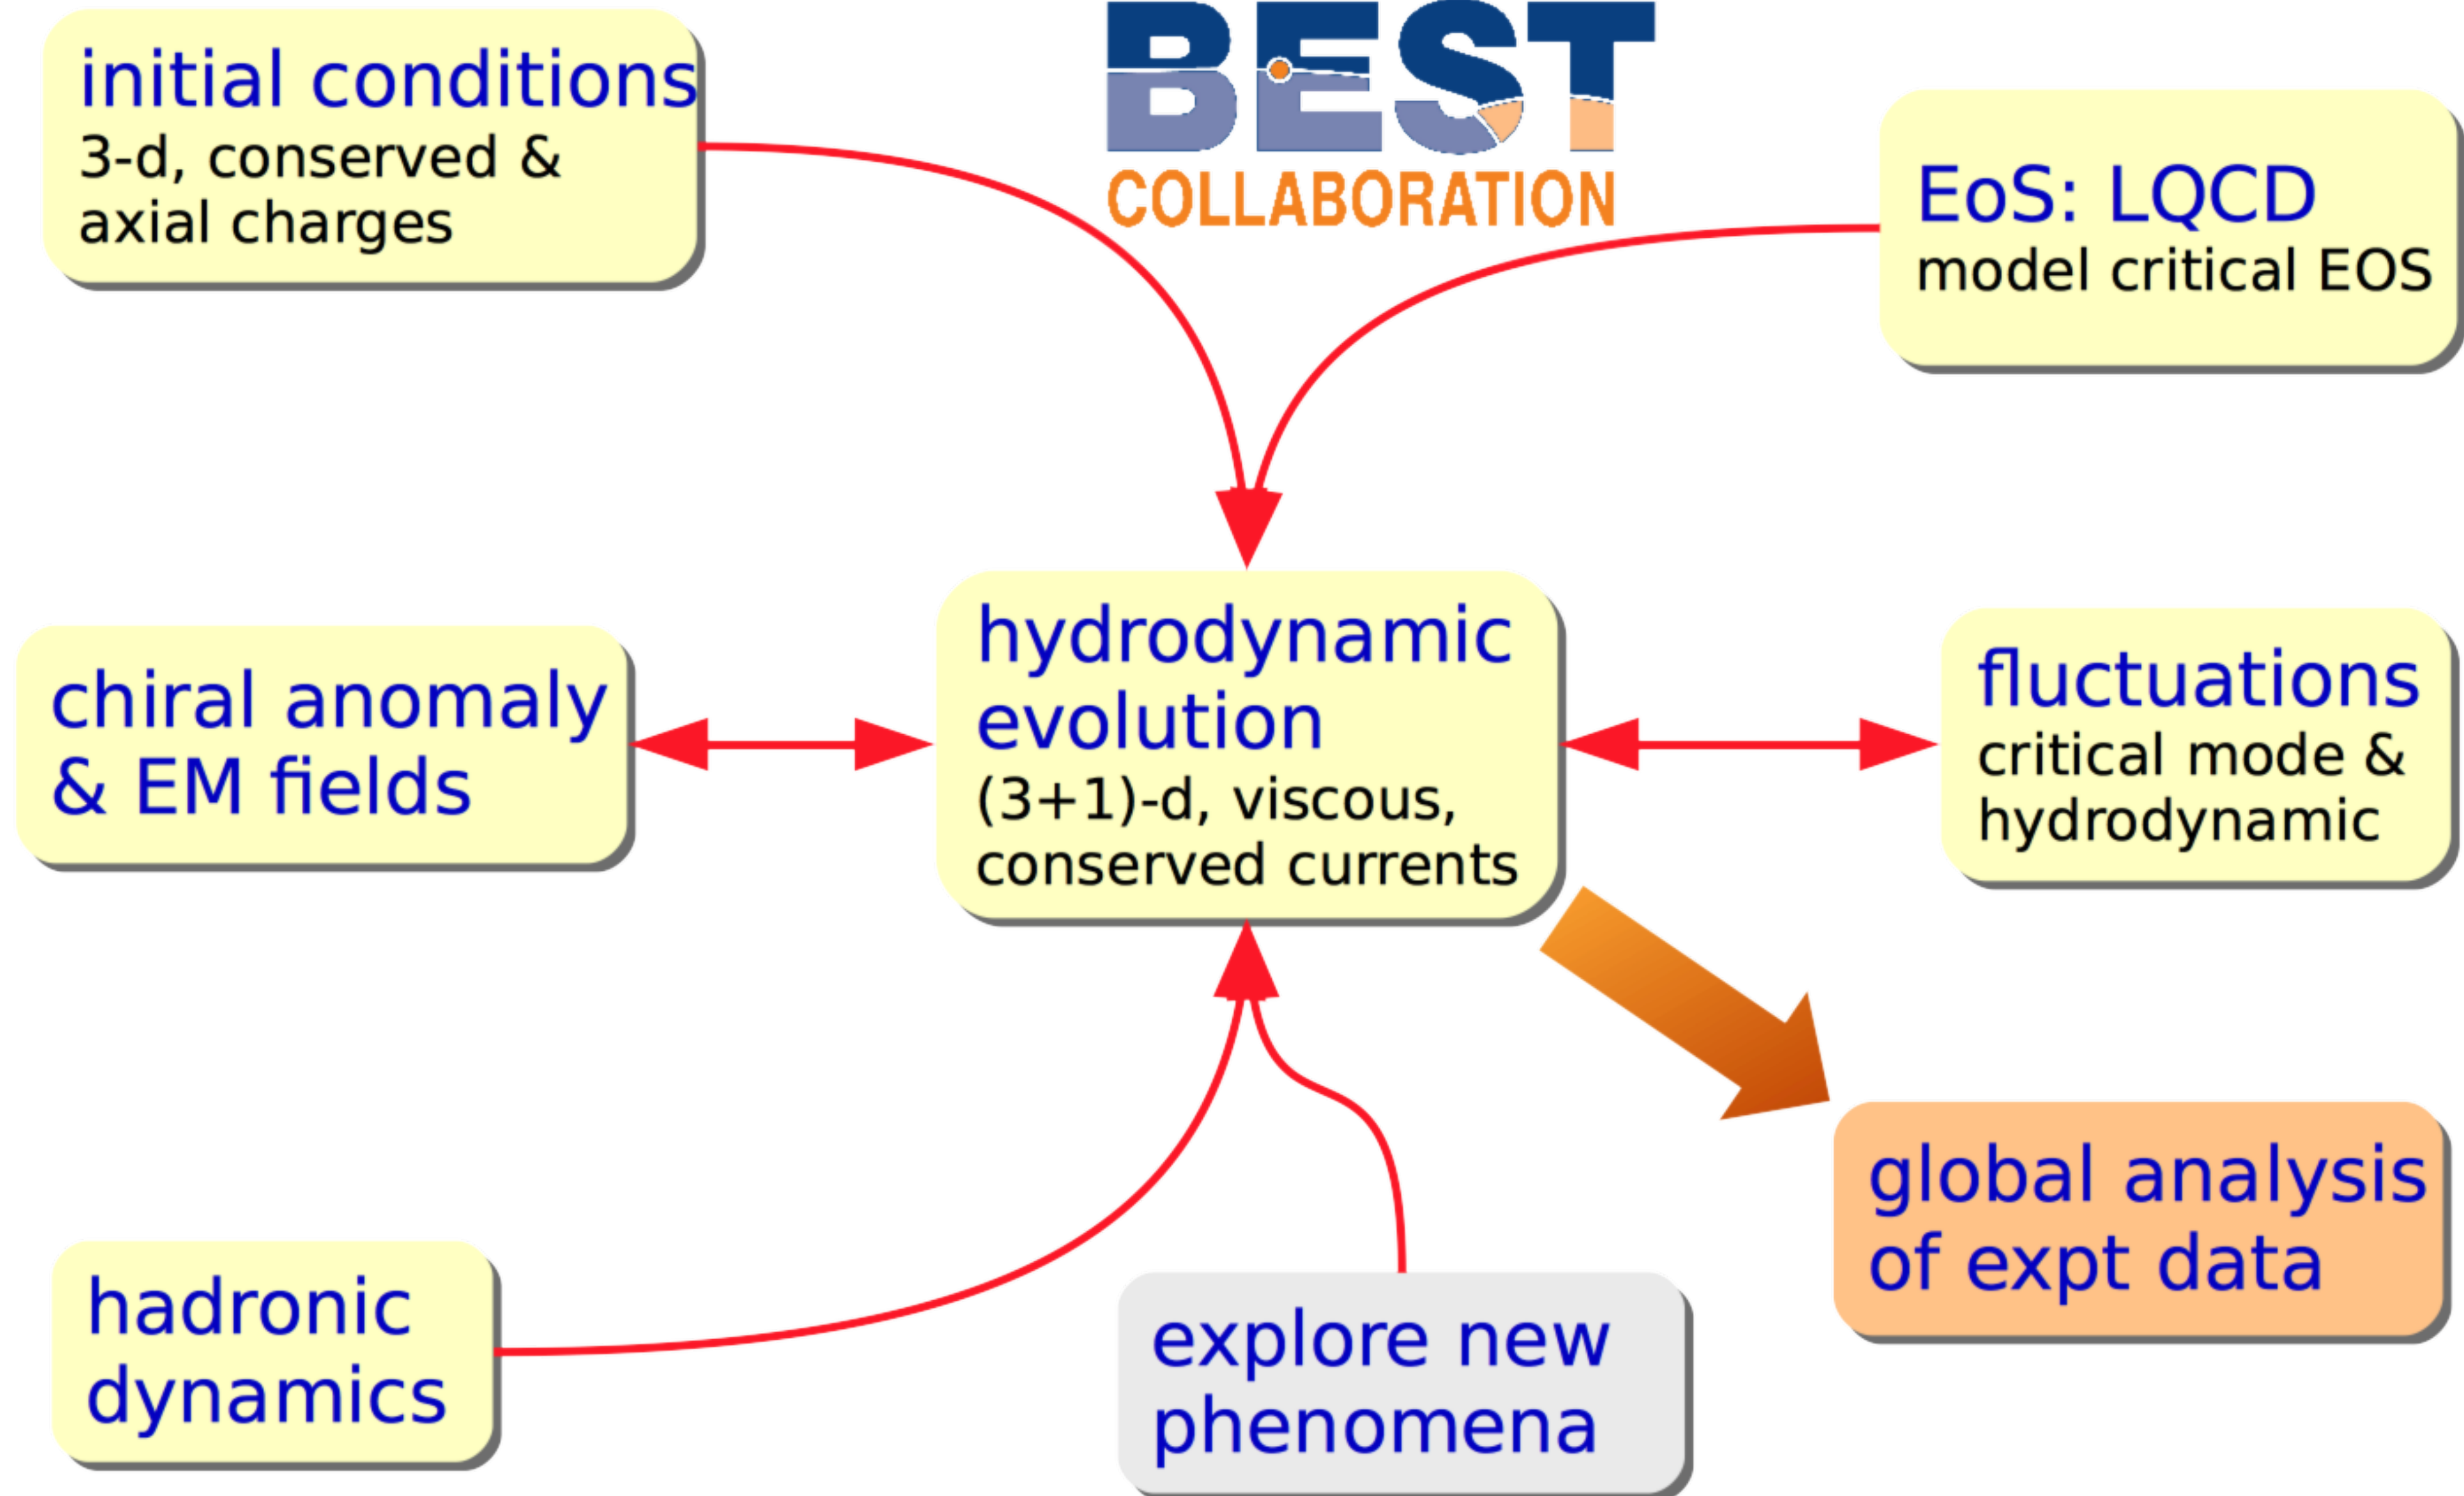 BEST
COLLABORATION
initial conditions
3-d, conserved &
axial charges
EoS: LQCD
model critical EOS
chiral anomaly
& EM fields
hydrodynamic
evolution
(3+1)-d, viscous,
conserved currents
fluctuations
critical mode &
hydrodynamic
hadronic
dynamics
explore new
phenomena
global analysis
of expt data